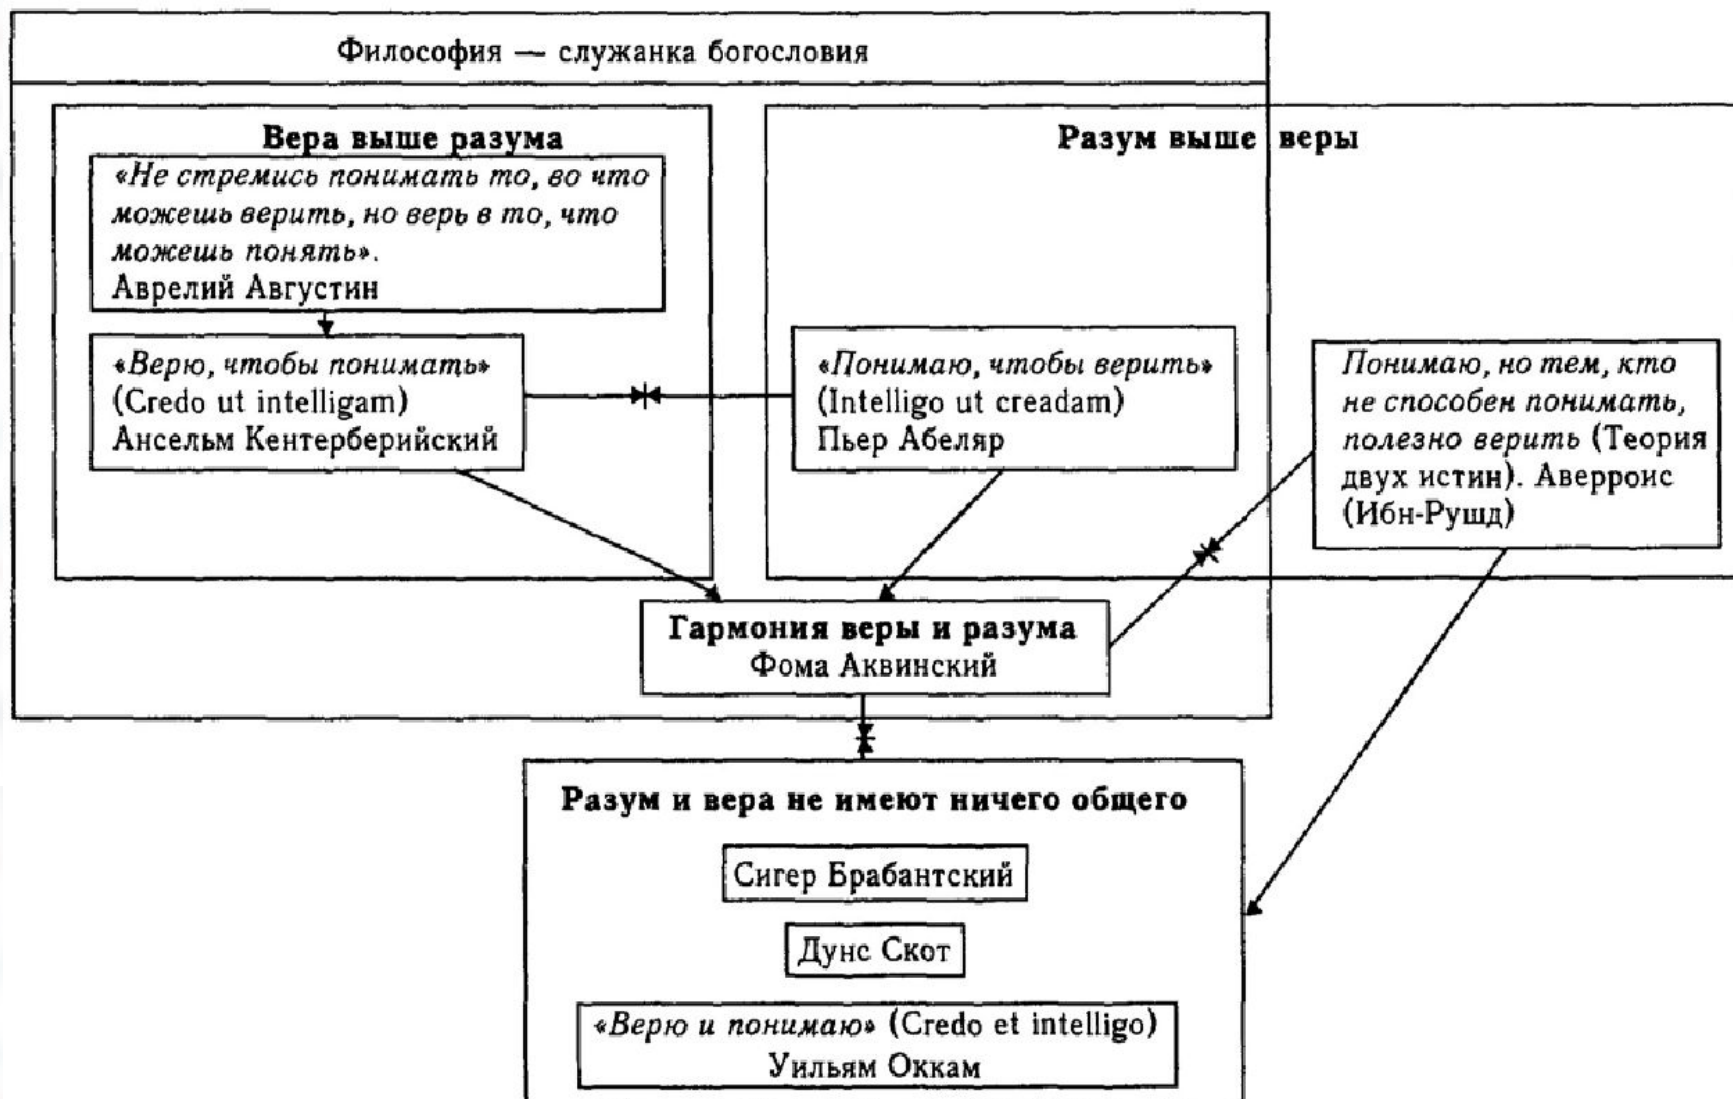 Философия — служанка богословия
Вера выше разума
«Не стремись понимать то, во что
можешь верить, но верь в то, что
можешь понять».
Аврелий Августин
«Верю, чтобы понимать»
(Credo ut intelligam)
Ансельм Кентерберийский
Разум выше веры
«Понимаю, чтобы верить»
(Intelligo ut creadam)
Пьер Абеляр
Понимаю, но тем, кто
не способен понимать,
полезно верить (Теория
двух истин). Аверроис
(Ибн-Рушд)
Гармония веры и разума
Фома Аквинский
Разум и вера не имеют ничего общего
Сигер Брабантский
Дунс Скот
«Верю и понимаю» (Credo et intelligo)
Уильям Оккам